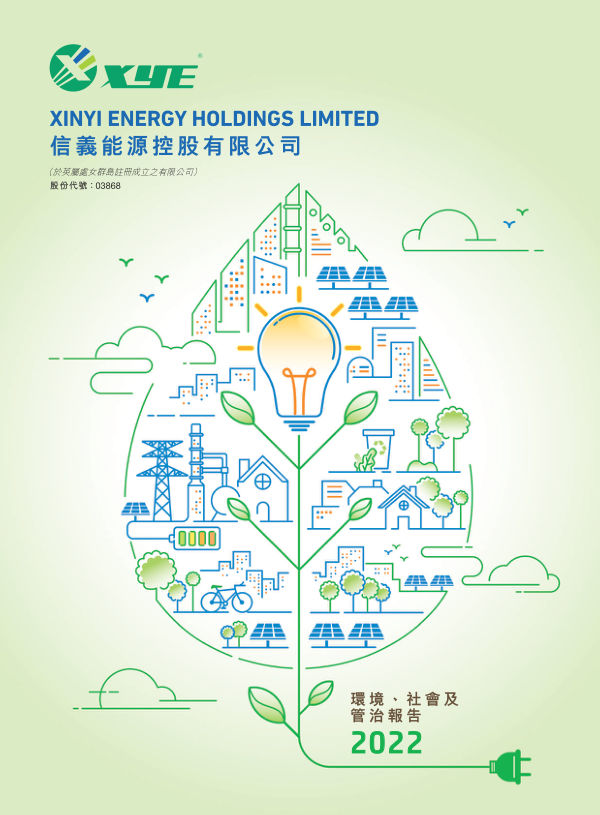 XYE®
XINYI ENERGY HOLDINGS LIMITED
信義能源控股有限公司
（於英屬處女群島註冊成立之有限公司）
股份代號：03868
環境、社會及
管治報告
2022